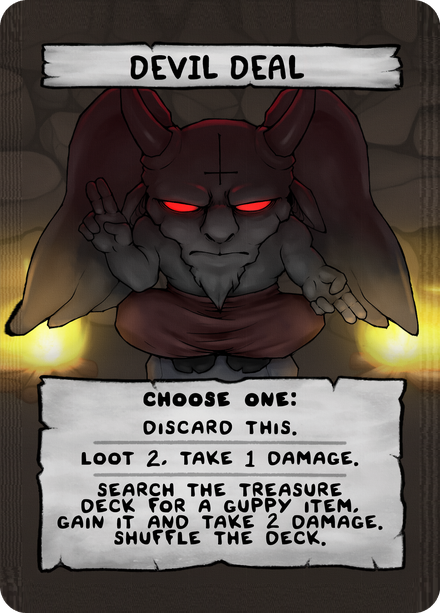 DEVIL DEAL
CHOOSE ONE:
DISCARD THIS.
LOOT 2, TAKE 1 DAMAGE.
SEARCH THE TREASURE
DECK FOR A GUPPY ITEM,
GAIN IT AND TAKE 2 DAMAGE.
SHUFFLE THE DECK.